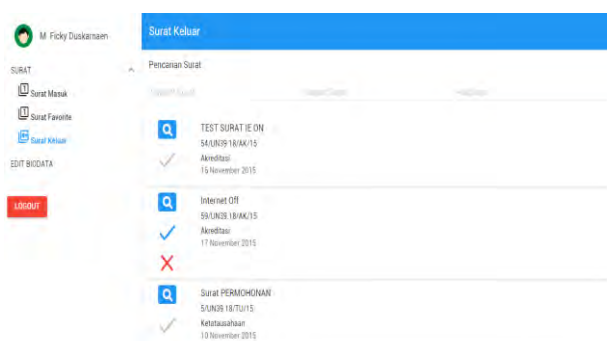 M Ficky Duskarnaen
SURAT
Surat Masuk
Surat Favorite
Surat Keluar
EDIT BIODATA
LOGOUT
Surat Keluar
Pencarian Surat
TEST SURAT IE ON
54/UN39.18/AK/15
Akreditasi
15 November 2015
Internet Off
59/UN39.18/AK/15
Akreditasi
17 November 2015
Surat PERMOHONAN
5/UN39.18/TU/15
Ketatausahaan
10 November 2015